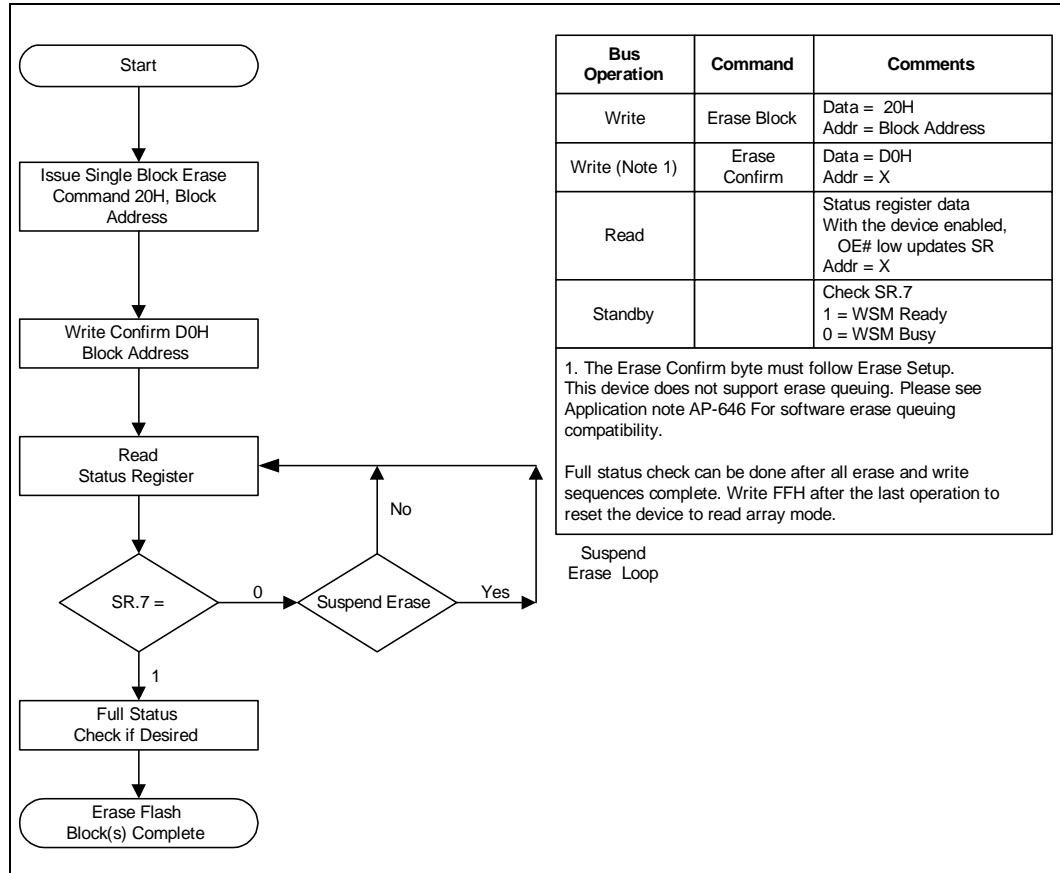 Start
Issue Single Block Erase
Command 20H, Block
Address
Write Confirm D0H
Block Address
Read
Status Register
No
SR.7 =
0
Suspend Erase
Yes
1
Full Status
Check if Desired
Erase Flash
Block(s) Complete
Suspend
Erase Loop
Bus
Operation
Command
Comments
Write
Erase Block
Data = 20H
Addr = Block Address
Write (Note 1)
Erase
Confirm
Data = D0H
Addr = X
Read
Status register data
With the device enabled,
OE# low updates SR
Addr = X
Standby
Check SR.7
1 = WSM Ready
0 = WSM Busy
1. The Erase Confirm byte must follow Erase Setup.
This device does not support erase queuing. Please see
Application note AP-646 For software erase queuing
compatibility.
Full status check can be done after all erase and write
sequences complete. Write FFH after the last operation to
reset the device to read array mode.